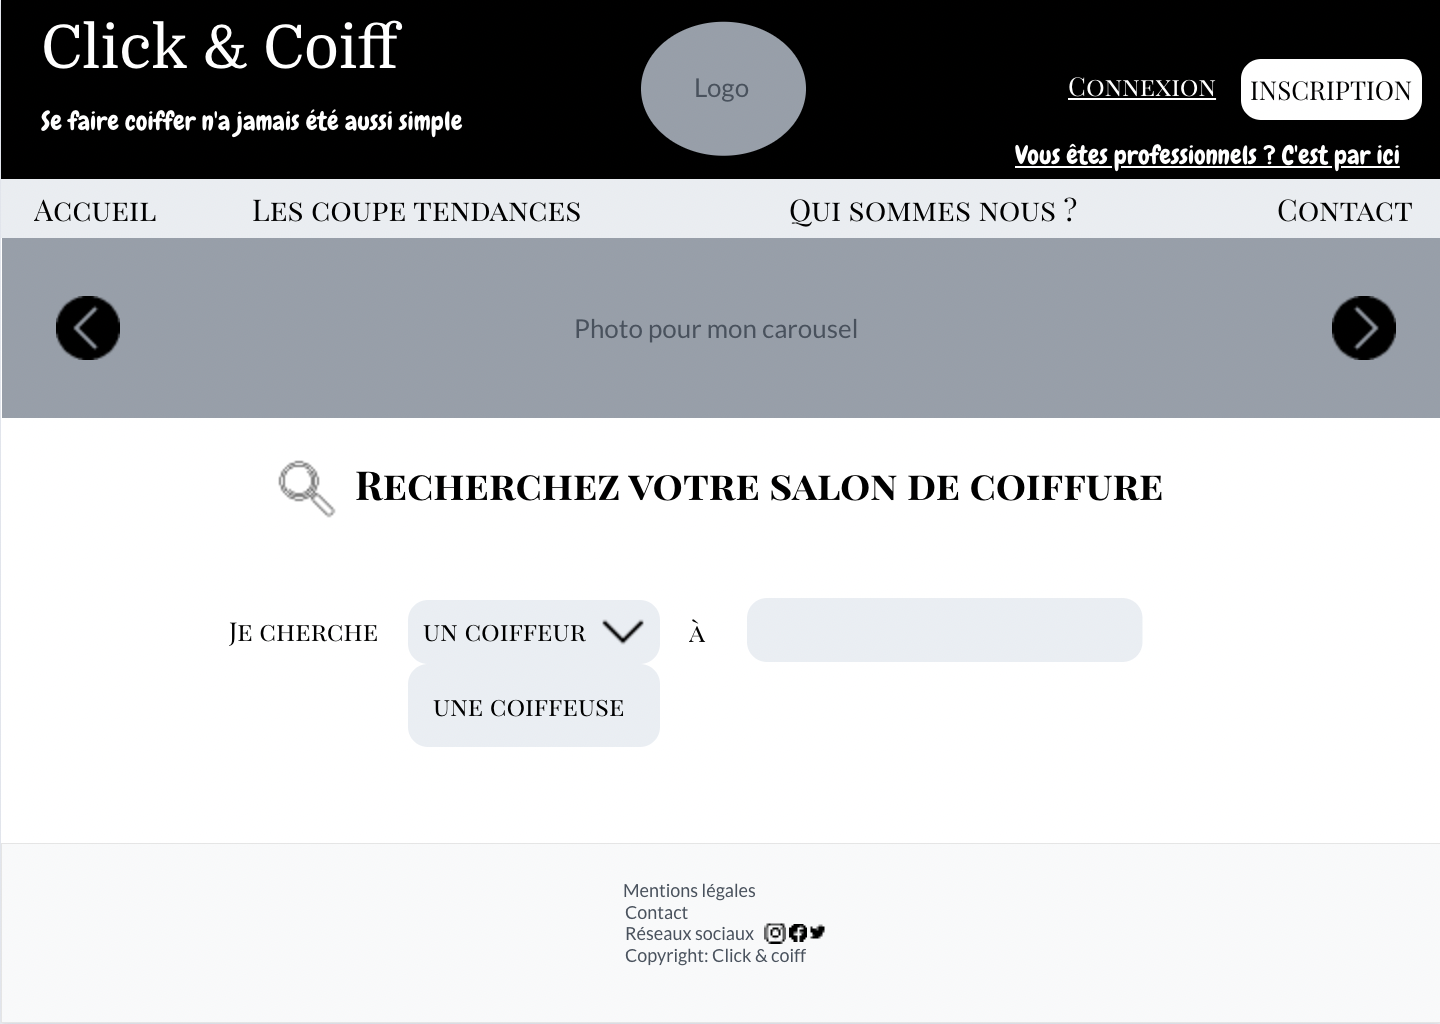 Click & Coiff
Se faire coiffer n'a jamais été aussi simple
Logo
Connexion
INSCRIPTION
Vous êtes professionnels ? C'est par ici
Accueil
Les coupe tendances
Qui sommes nous ?
Contact
Photo pour mon carousel
Recherchez votre salon de coiffure
Je cherche
un coiffeur
à
une coiffeuse
Mentions légales
Contact
Réseaux sociaux
Copyright: Click & coiff